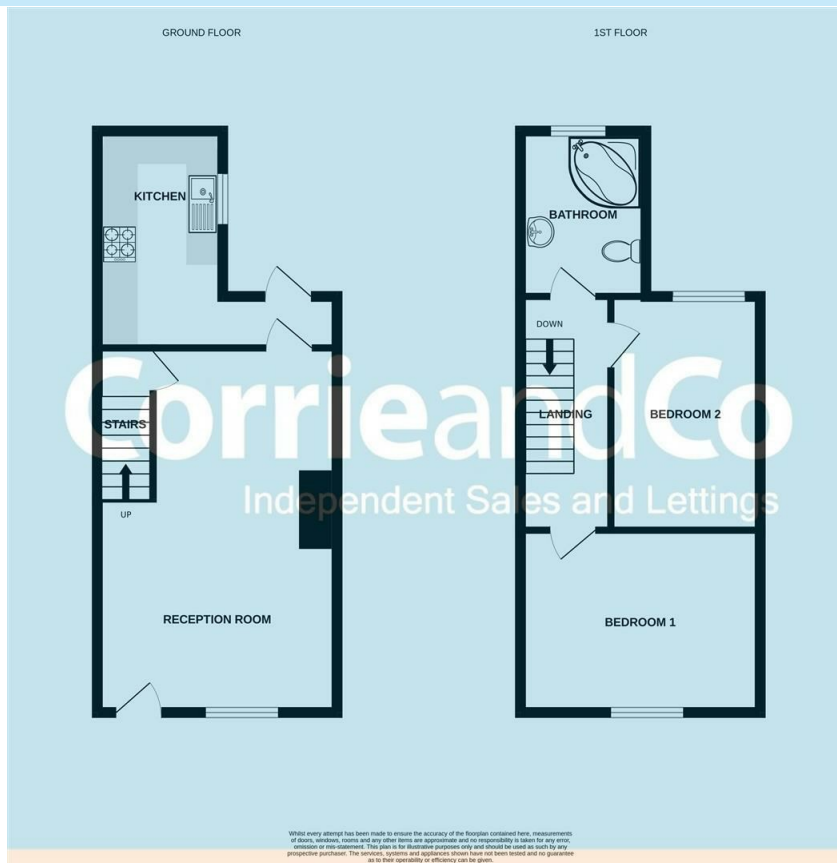 GROUND FLOOR
1ST FLOOR
KITCHEN
BATHROOM
DOWN
STAIRS
LANDING
BEDROOM 2
CorrieandCo
Independent Sales and Lettings
UP
RECEPTION ROOM
BEDROOM 1
Whilst every attempt has been made to ensure the accuracy of the floorplan contained here, measurements
of doors, windows, rooms and any other items are approximate and no responsibility is taken for any error,
omission or mis-statement. This plan is for illustrative purposes only and should be used as such by any
prospective purchaser. The services, systems and appliances shown have not been tested and no guarantee
as to their operability or efficiency can be given.